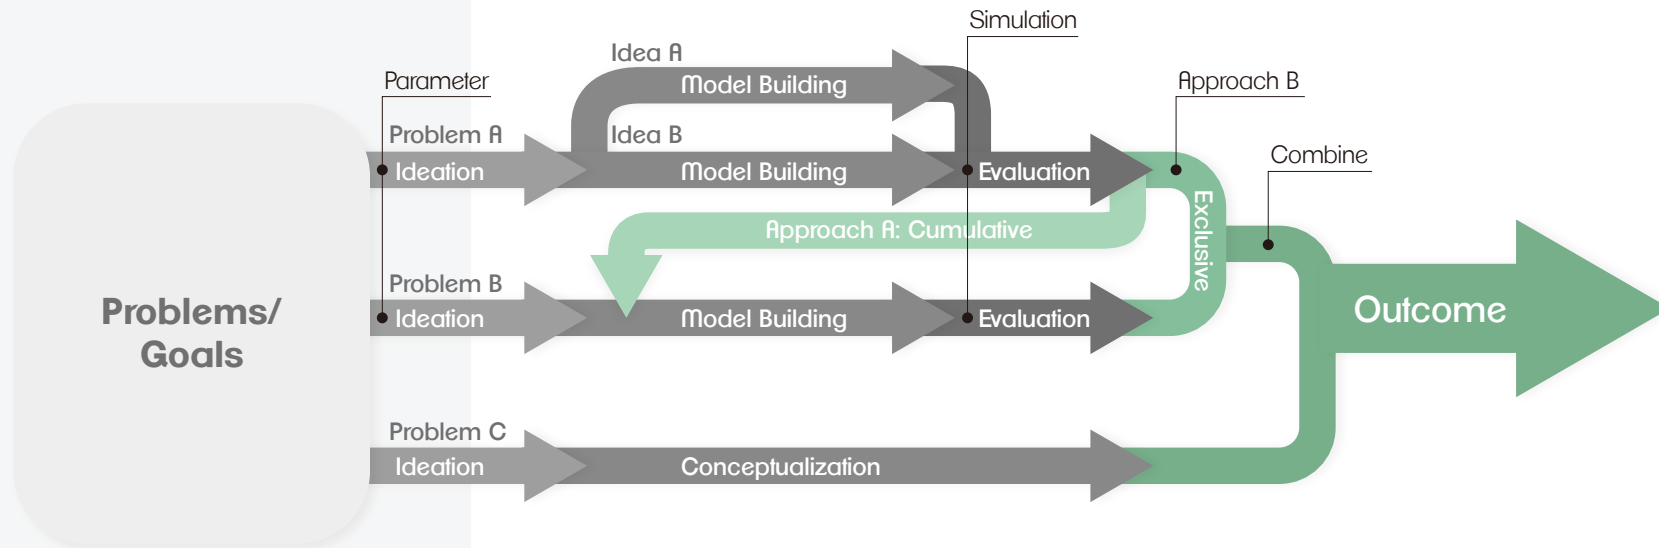 Simulation
Idea A
Parameter
Model Building
Approach B
Problem A
Idea B
Combine
Ideation
Model Building
Evaluation
Exclusive
Approach A: Cumulative
Problem B
Problems/
Goals
Ideation
Model Building
Evaluation
Outcome
Problem C
Ideation
Conceptualization